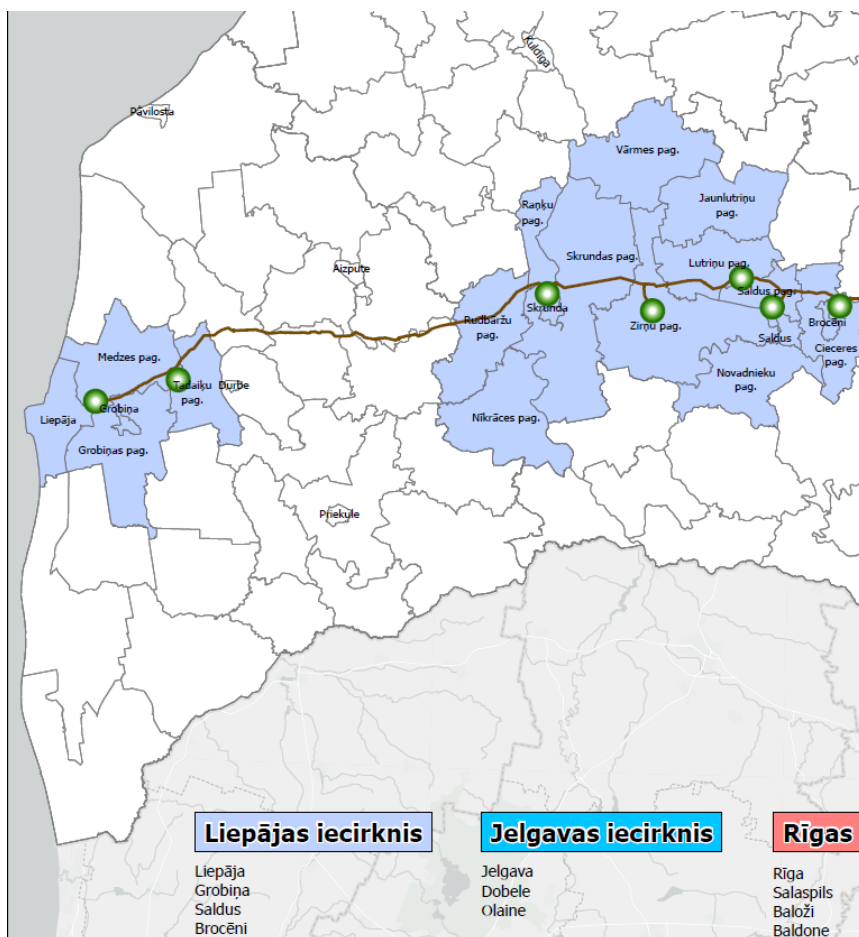 Kuldīga
Pāvilosta
Vārmes pag.
Raņķu
pag.
Jaunlutriņu
pag.
Skrundas pag.
Lutriņu pag.
Aizpute
Saldus pag.
Skrunda
Rudbāržu
pag.
Zirņu pag.
Saldus
Brocēni
Medzes pag.
Cieceres
pag.
Tadaiķu
pag.
Durbe
Novadnieku
pag.
Liepāja
Grobiņa
Nīkrāces pag.
Grobiņas pag.
Priekule
Liepājas iecirknis
Liepāja
Grobiņa
Saldus
Brocēni
Jelgavas iecirknis
Jelgava
Dobele
Olaine
Rīgas
Rīga
Salaspils
Baloži
Baldone